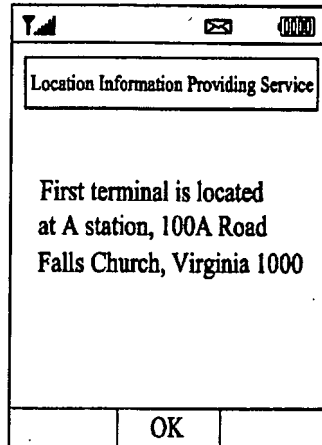 Location Information Providing Service
First terminal is located
at A station, 100A Road
Falls Church, Virginia 1000
OK